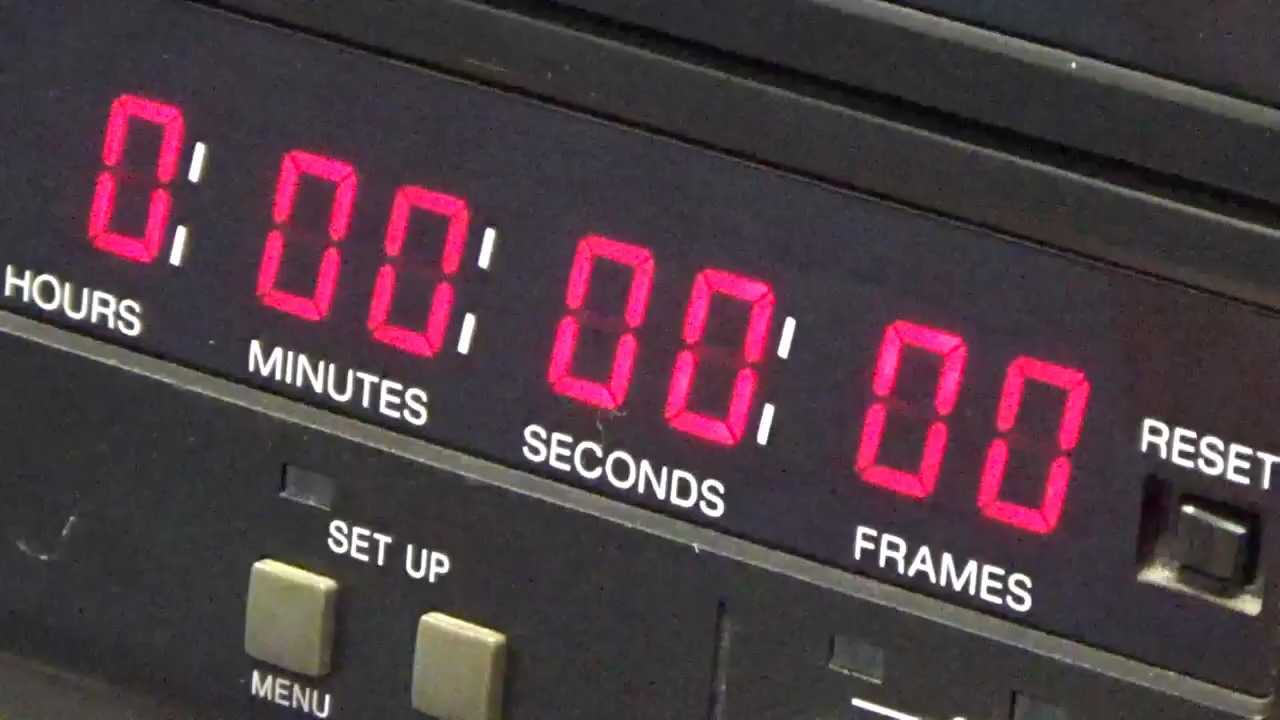 0:00:00:00
HOURS
MINUTES
SECONDS
FRAMES
RESET
SET UP
MENU